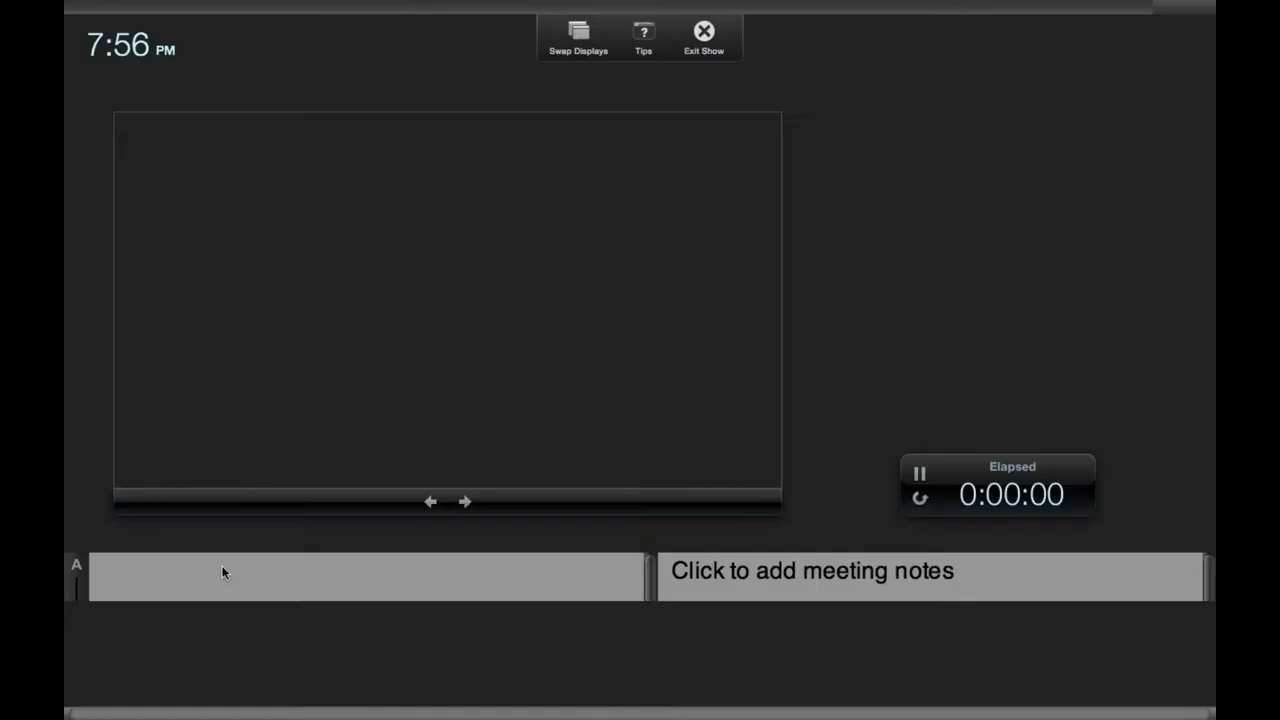 7:56 PM
Swap Displays
Tips
Exit Show
Elapsed
0:00:00
A
Click to add meeting notes